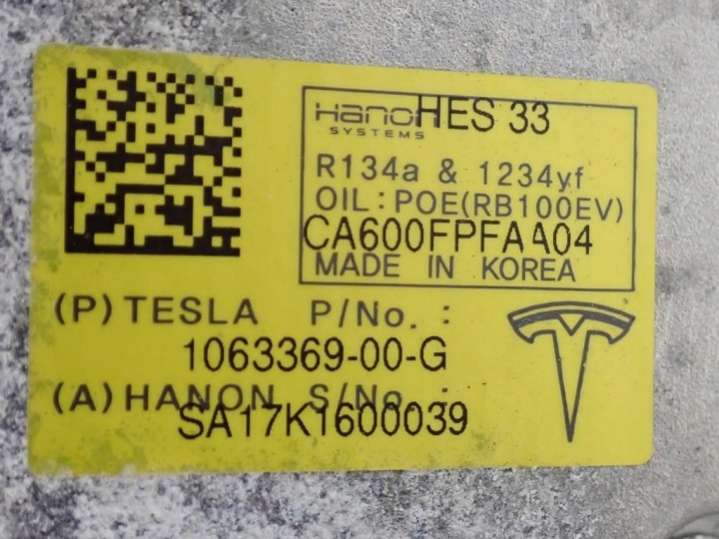 Hanon SYSTEMS HES 33
R134a & 1234yf
OIL:POE(RB100EV)
CA600FPFAA04
MADE IN KOREA
(P) TESLA P/No. :
1063369-00-G
(A) HANON S/No. :
SA17K1600039